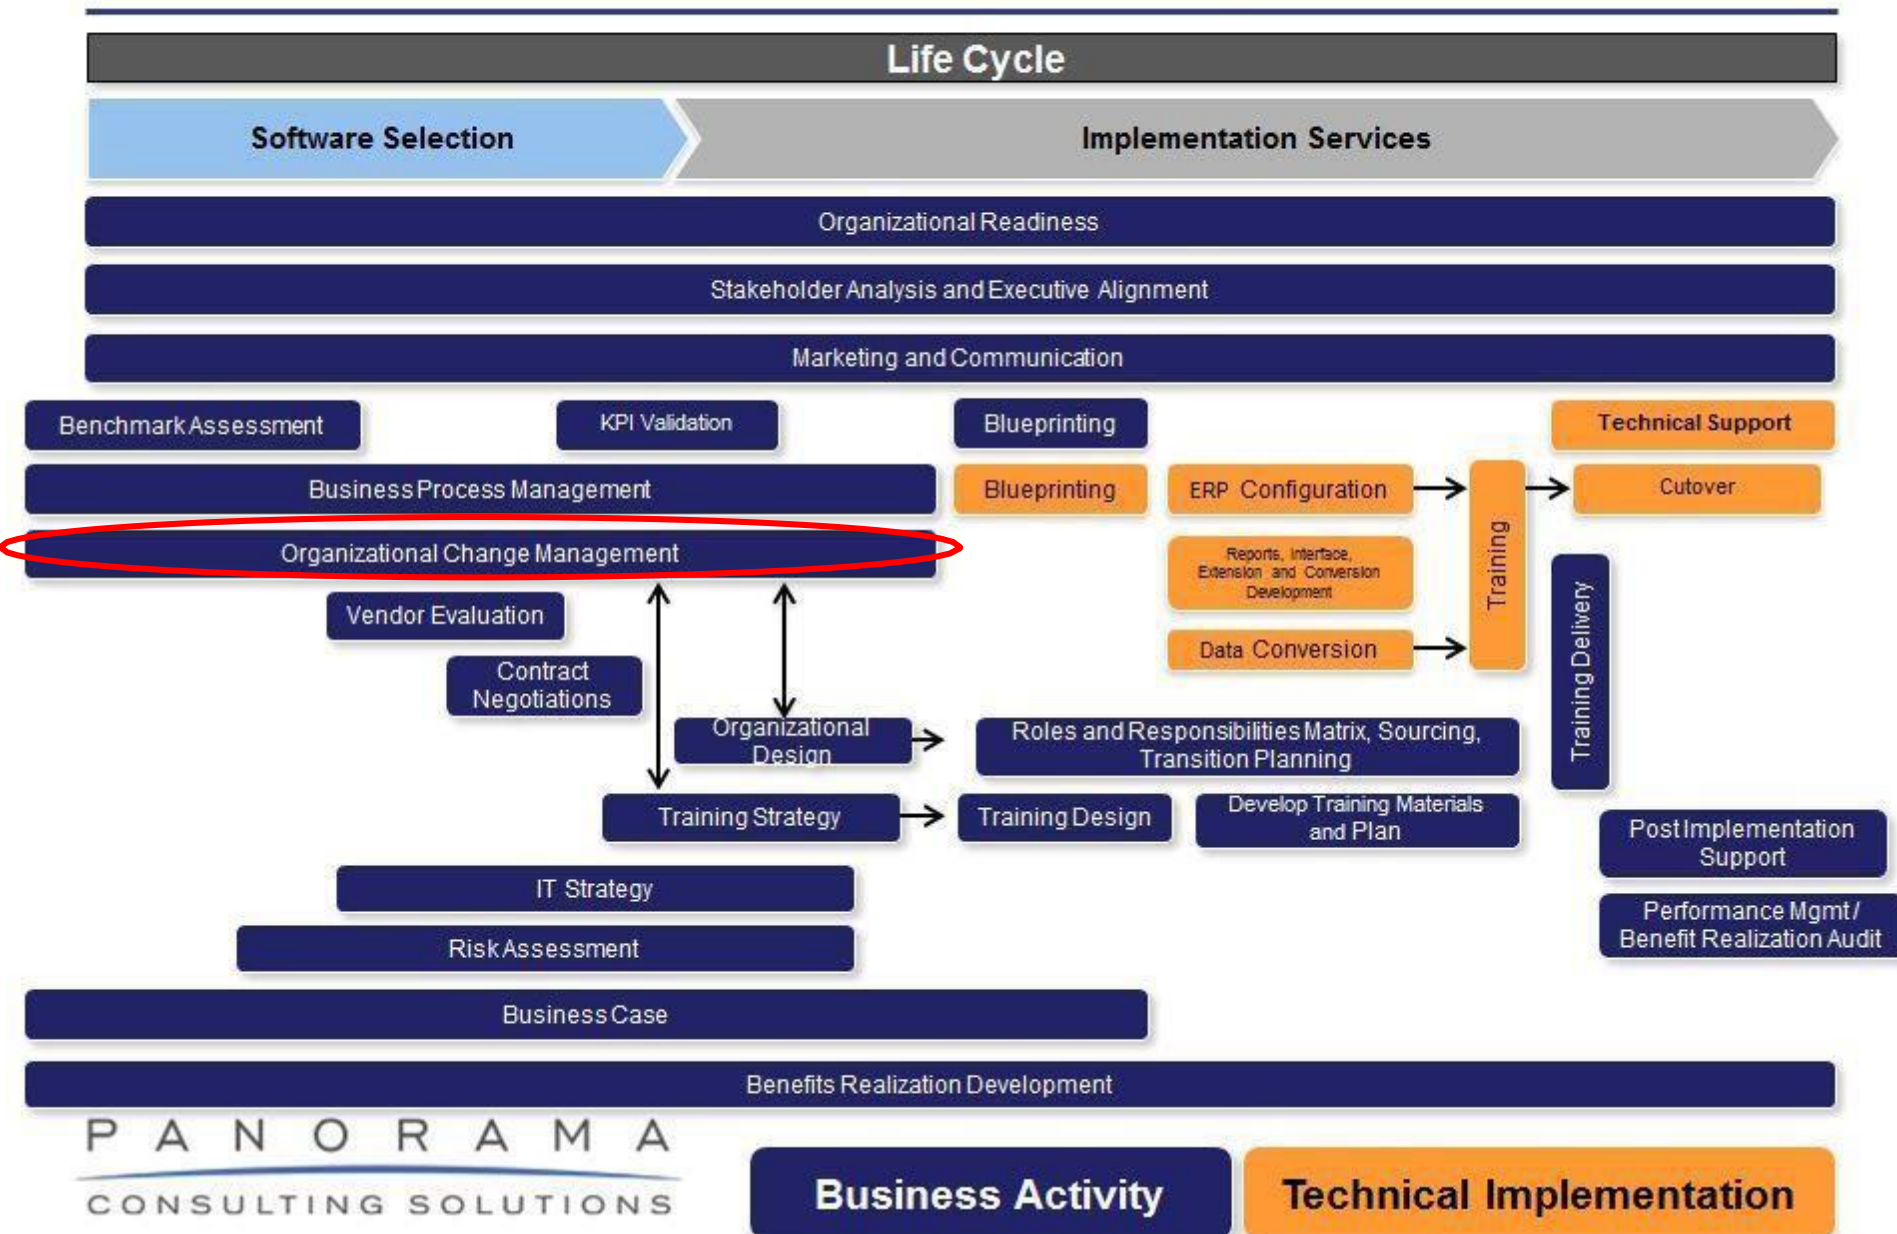 Life Cycle
Software Selection
Implementation Services
Organizational Readiness
Stakeholder Analysis and Executive Alignment
Marketing and Communication
Benchmark Assessment
KPI Validation
Blueprinting
Technical Support
Business Process Management
Blueprinting
ERP Configuration
Cutover
Organizational Change Management
Reports, Interface,
Extension and Conversion
Development
Training
Training Delivery
Vendor Evaluation
Data Conversion
Contract
Negotiations
Organizational
Design
Roles and Responsibilities Matrix, Sourcing,
Transition Planning
Training Strategy
Training Design
Develop Training Materials
and Plan
Post Implementation
Support
IT Strategy
Performance Mgmt/
Benefit Realization Audit
Risk Assessment
Business Case
Benefits Realization Development
PANORAMA
CONSULTING SOLUTIONS
Business Activity
Technical Implementation